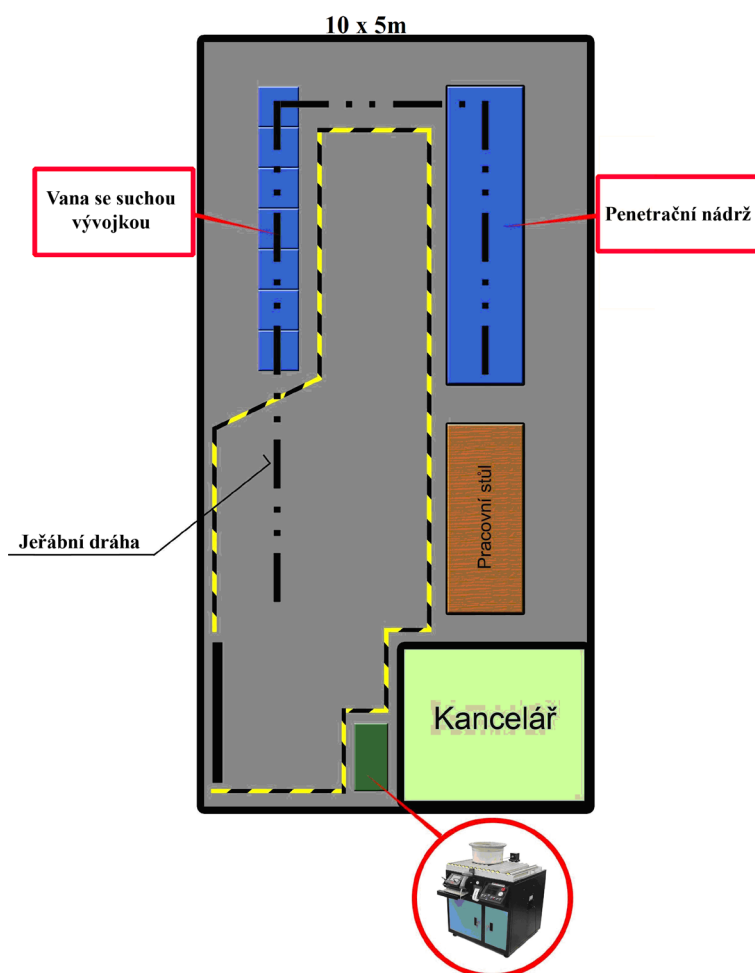 10 x 5m
Vana se suchou
vývojkou
Penetrační nádrž
Jeřábní dráha
Pracovní stůl
Kancelář